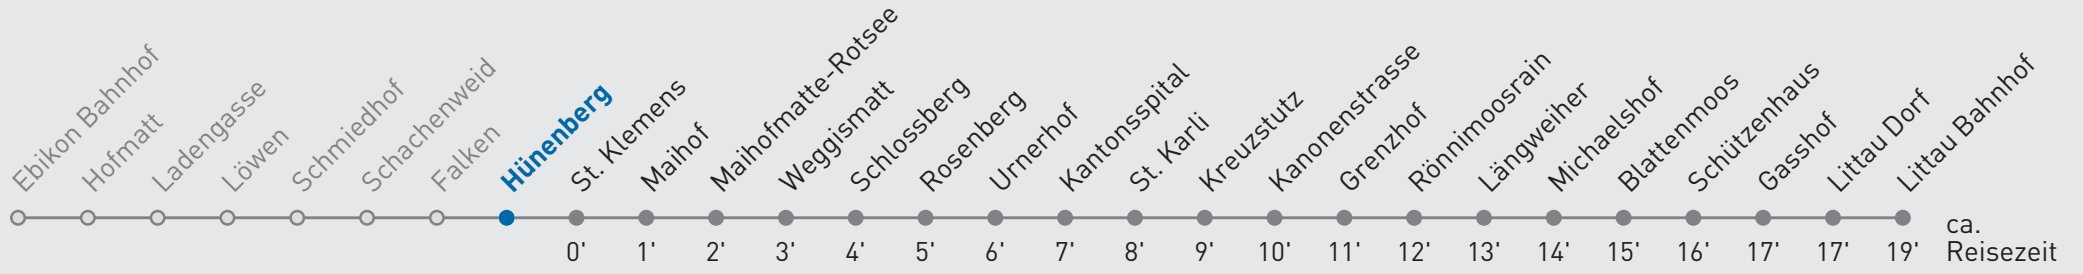 Ebikon Bahnhof
Hofmatt
Ladengasse
Löwen
Schmiedhof
Schachenweid
Falken
Hünenberg
St. Klemens
Maihof
Maihofmatte-Rotsee
Weggismatt
Schlossberg
Rosenberg
Urnerhof
Kantonsspital
St. Karli
Kreuzstutz
Kanonenstrasse
Grenzhof
Rönnimoosrain
Längweiher
Michaelshof
Blattenmoos
Schützenhaus
Gasshof
Littau Dorf
Littau Bahnhof
0' 1' 2' 3' 4' 5' 6' 7' 8' 9' 10' 11' 12' 13' 14' 15' 16' 17' 17' 19'
ca.
Reisezeit